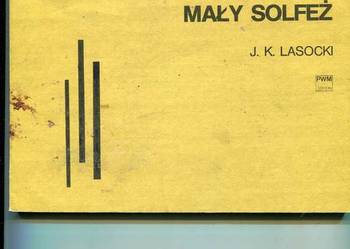 MAŁY SOLFEŻ
J. K. LASOCKI
PWM